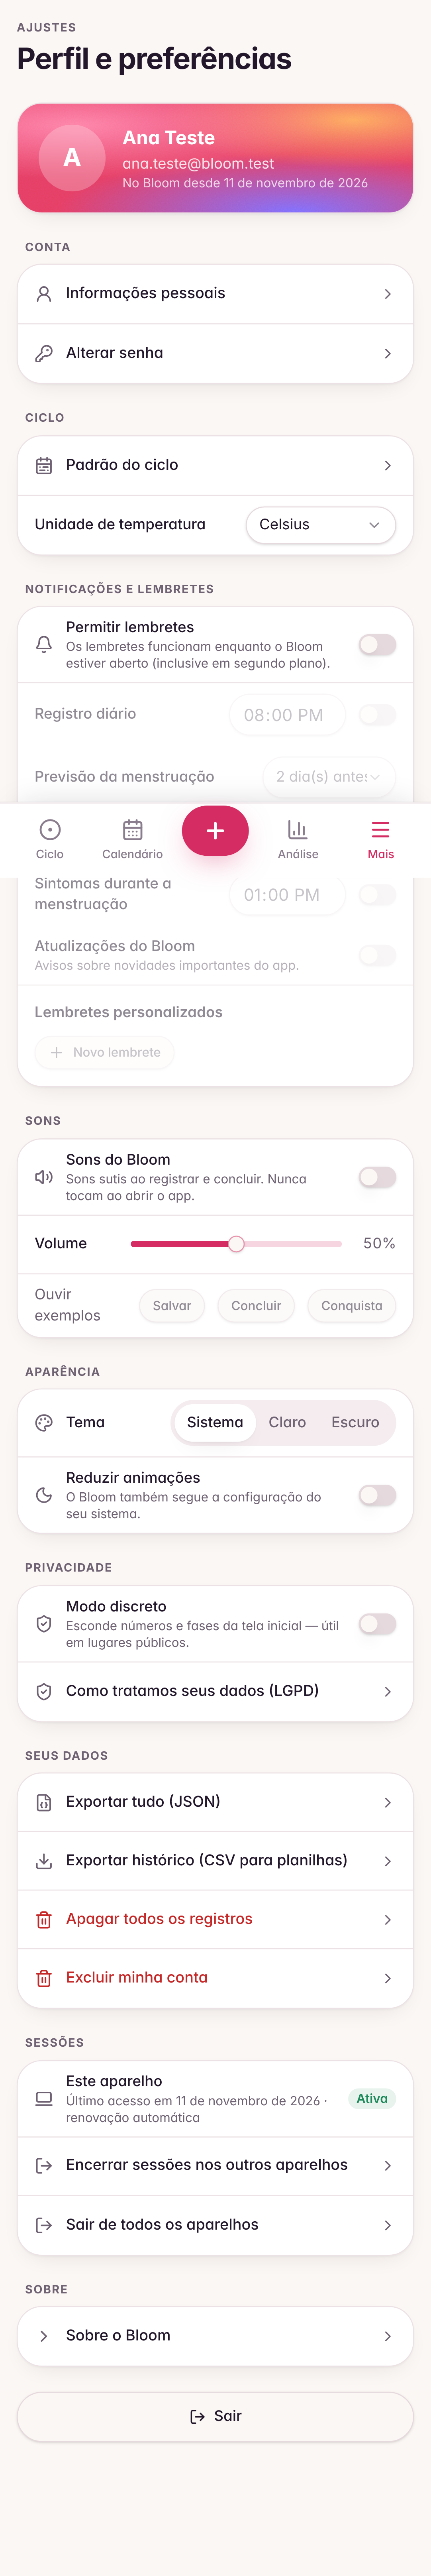 AJUSTES
Perfil e preferências
A
Ana Teste
ana.teste@bloom.test
No Bloom desde 11 de novembro de 2026
CONTA
Informações pessoais
Alterar senha
CICLO
Padrão do ciclo
Unidade de temperatura
Celsius
NOTIFICAÇÕES E LEMBRETES
Permitir lembretes
Os lembretes funcionam enquanto o Bloom
estiver aberto (inclusive em segundo plano).
Registro diário
08:00 PM
Previsão da menstruação
2 dia(s) antes
Ciclo
Calendário
Análise
Mais
Sintomas durante a
menstruação
01:00 PM
Atualizações do Bloom
Avisos sobre novidades importantes do app.
Lembretes personalizados
Novo lembrete
SONS
Sons do Bloom
Sons sutis ao registrar e concluir. Nunca
tocam ao abrir o app.
Volume
50%
Ouvir
exemplos
Salvar
Concluir
Conquista
APARÊNCIA
Tema
Sistema
Claro
Escuro
Reduzir animações
O Bloom também segue a configuração do
seu sistema.
PRIVACIDADE
Modo discreto
Esconde números e fases da tela inicial — útil
em lugares públicos.
Como tratamos seus dados (LGPD)
SEUS DADOS
Exportar tudo (JSON)
Exportar histórico (CSV para planilhas)
Apagar todos os registros
Excluir minha conta
SESSÕES
Este aparelho
Último acesso em 11 de novembro de 2026 ·
renovação automática
Ativa
Encerrar sessões nos outros aparelhos
Sair de todos os aparelhos
SOBRE
Sobre o Bloom
Sair